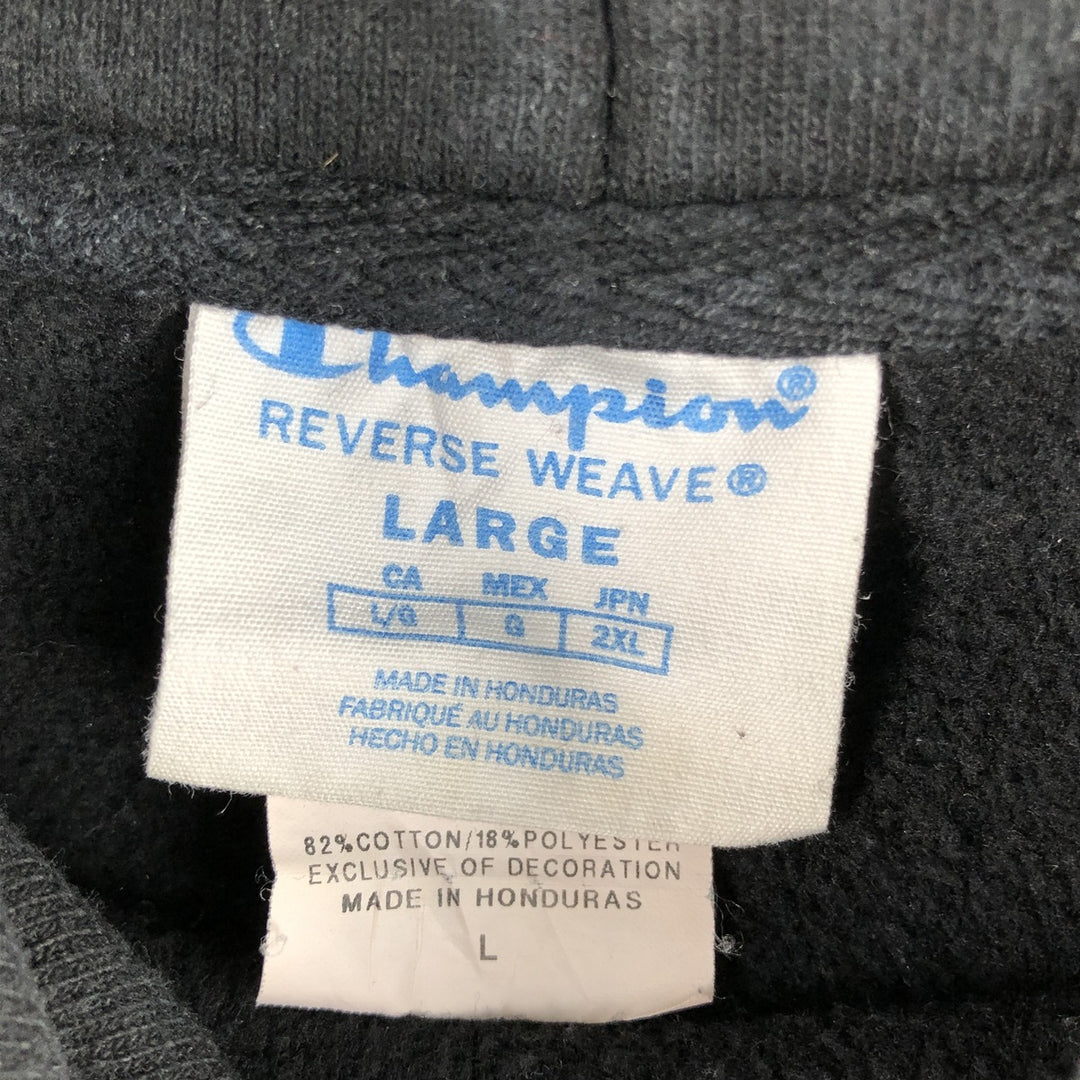 Champion®
REVERSE WEAVE®
LARGE
CA MEX JPN
L/G G 2XL
MADE IN HONDURAS
FABRIQUÉ AU HONDURAS
HECHO EN HONDURAS
82% COTTON/18% POLYESTER
EXCLUSIVE OF DECORATION
MADE IN HONDURAS
L